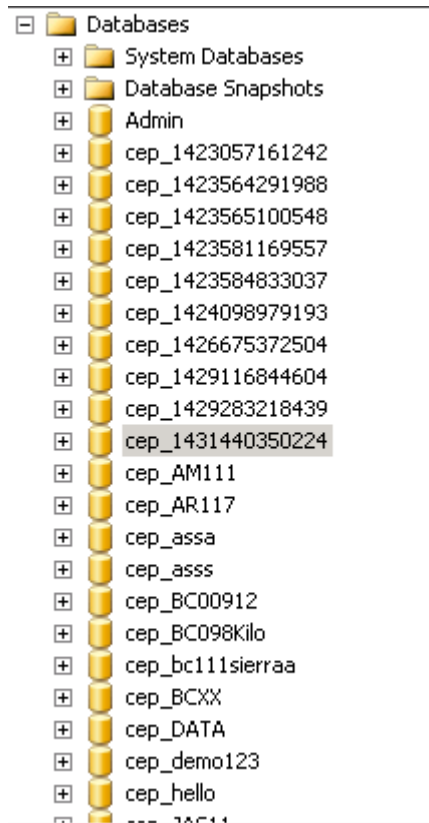 Databases
System Databases
Database Snapshots
Admin
cep_1423057161242
cep_1423564291988
cep_1423565100548
cep_1423581169557
cep_1423584833037
cep_1424098979193
cep_1426675372504
cep_1429116844604
cep_1429283218439
cep_1431440350224
cep_AM111
cep_AR117
cep_assa
cep_asss
cep_BC00912
cep_BC098Kilo
cep_bc111sierraa
cep_BCXX
cep_DATA
cep_demo123
cep_hello